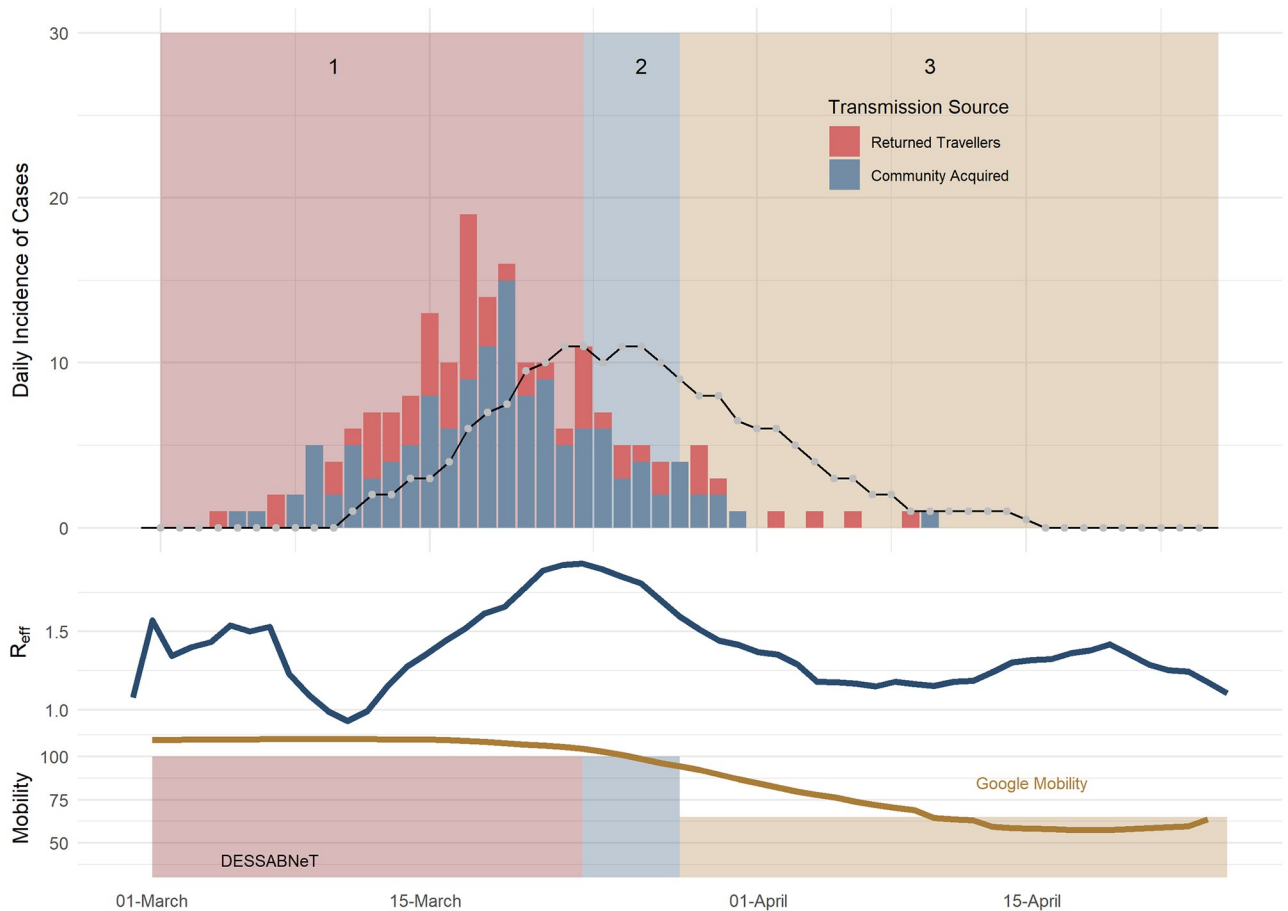 30
1
2
3
Transmission Source
Returned Travellers
Community Acquired
20
10
0
Daily Incidence of Cases
1.5
1.0
Reff
100
75
50
Mobility
Google Mobility
DESSABNeT
01-March
15-March
01-April
15-April